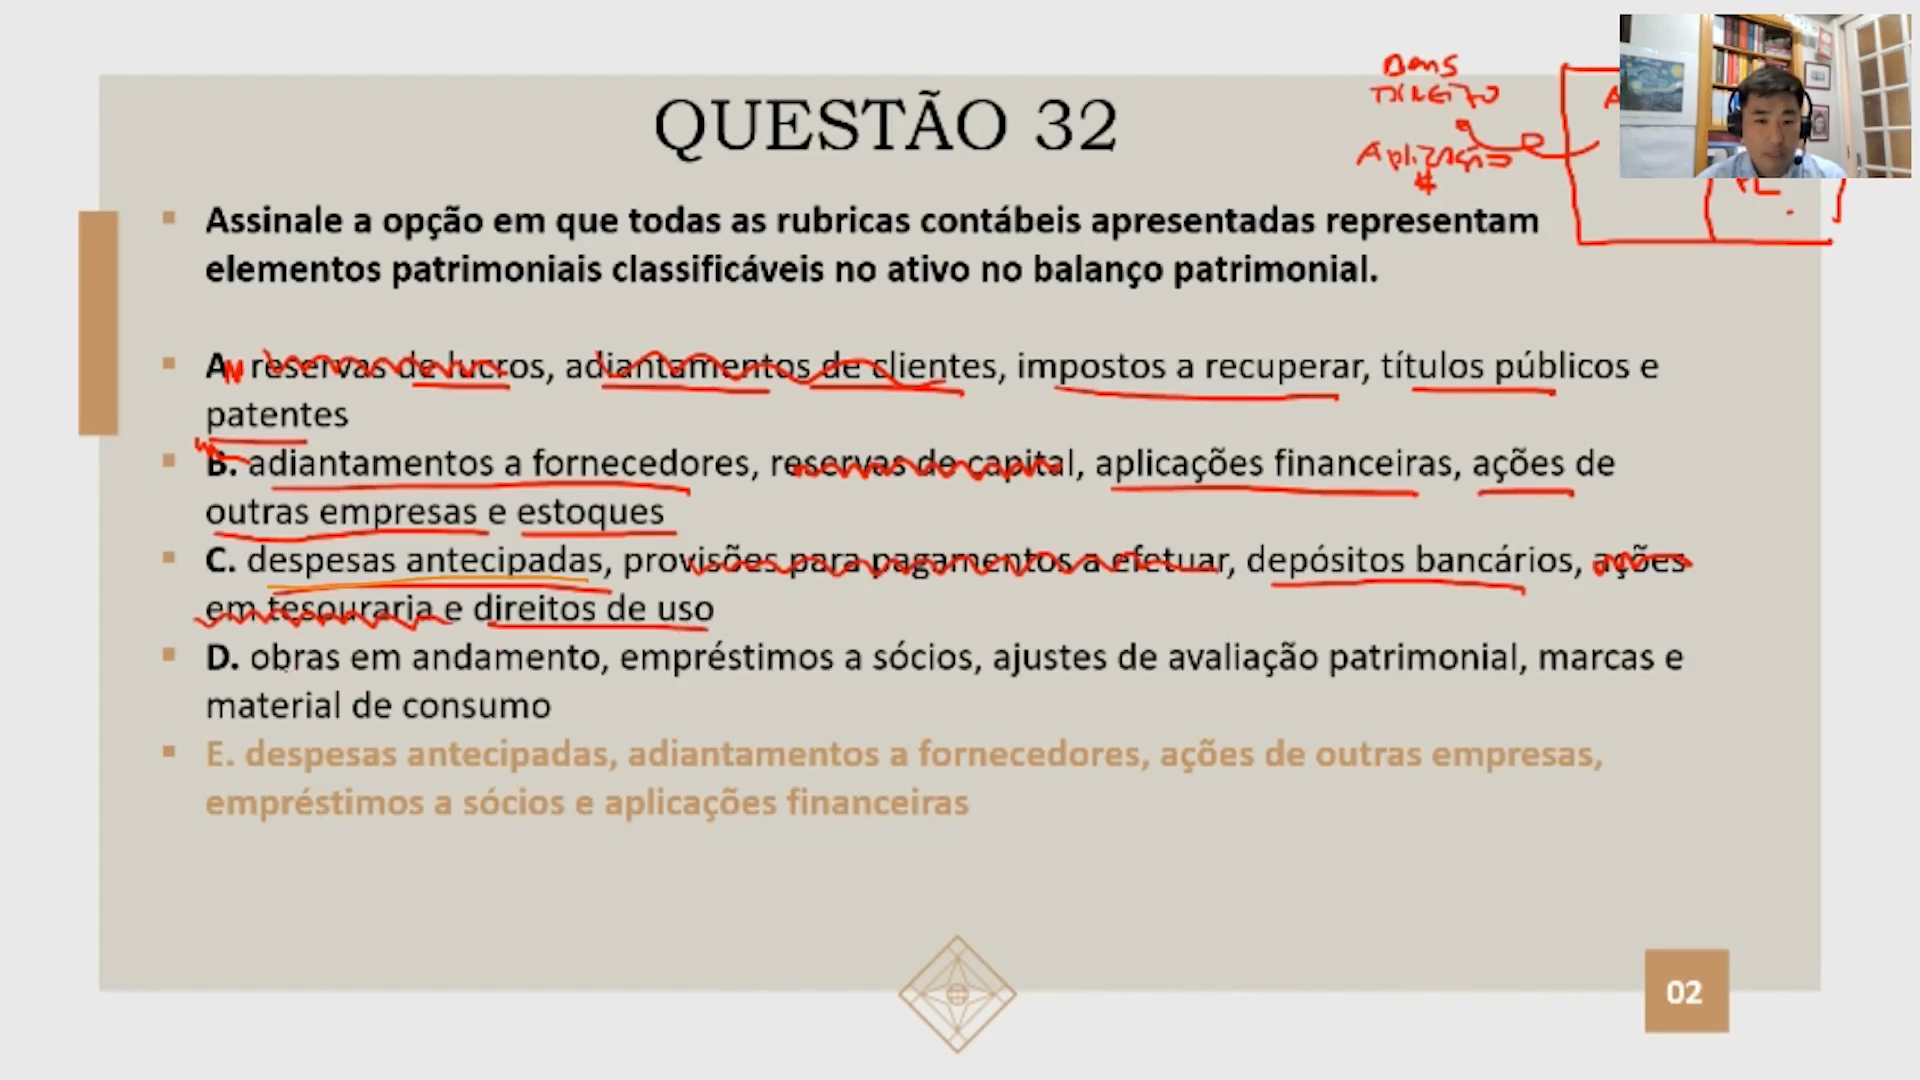 QUESTÃO 32
Bens
Aplização
Assinale a opção em que todas as rubricas contábeis apresentadas representam
elementos patrimoniais classificáveis no ativo no balanço patrimonial.
A. reservas de lucros, adiantamentos de clientes, impostos a recuperar, títulos públicos e
patentes
B. adiantamentos a fornecedores, reservas de capital, aplicações financeiras, ações de
outras empresas e estoques
C. despesas antecipadas, provisões para pagamentos a efetuar, depósitos bancários, ações
em tesouraria e direitos de uso
D. obras em andamento, empréstimos a sócios, ajustes de avaliação patrimonial, marcas e
material de consumo
E. despesas antecipadas, adiantamentos a fornecedores, ações de outras empresas,
empréstimos a sócios e aplicações financeiras
02